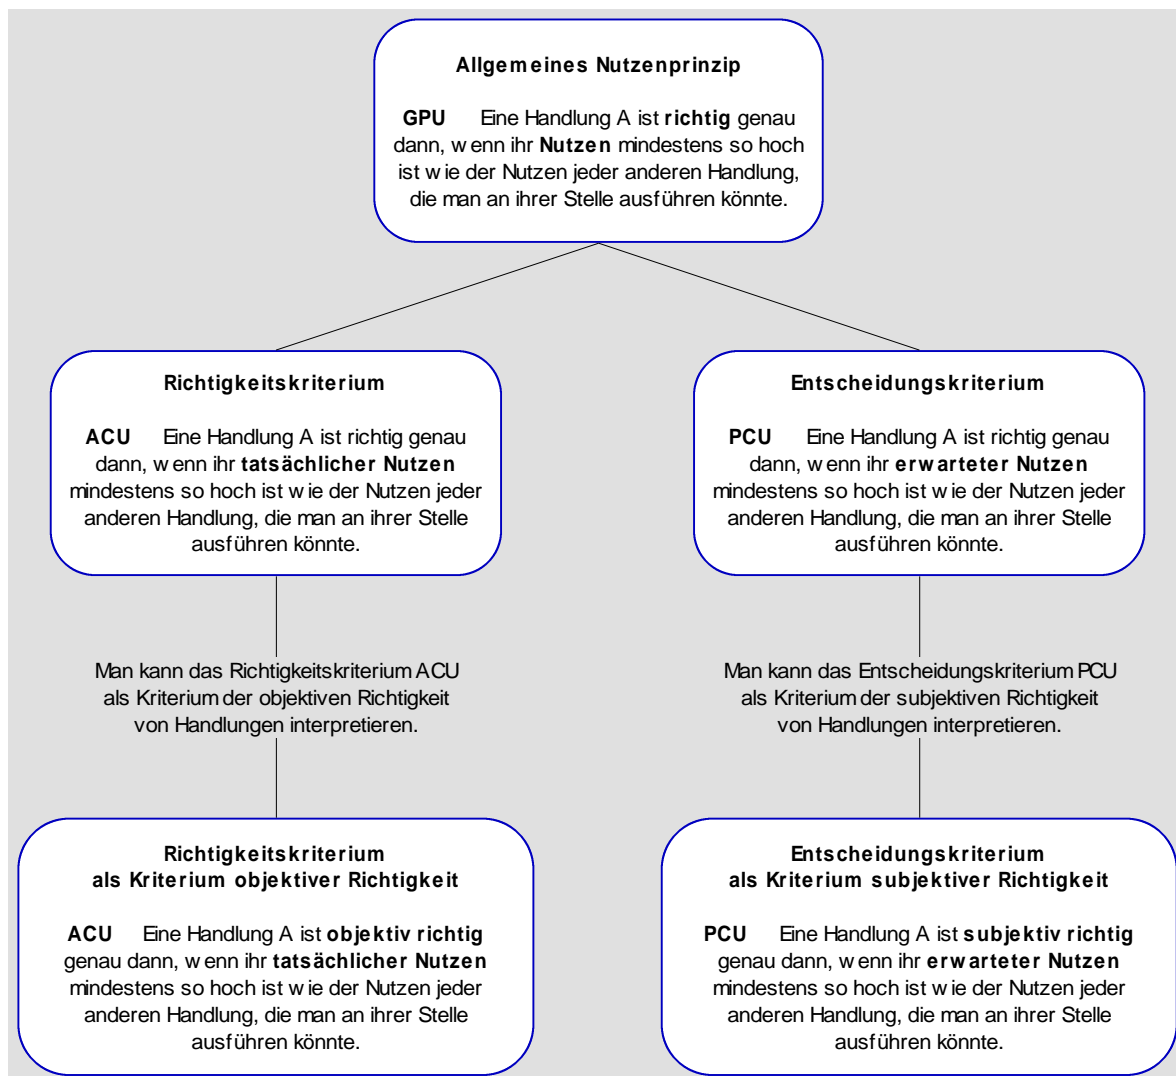 Allgemeines Nutzenprinzip
GPU Eine Handlung A ist richtig genau
dann, wenn ihr Nutzen mindestens so hoch
ist wie der Nutzen jeder anderen Handlung,
die man an ihrer Stelle ausführen könnte.
Richtigkeitskriterium
ACU Eine Handlung A ist richtig genau
dann, wenn ihr tatsächlicher Nutzen
mindestens so hoch ist wie der Nutzen jeder
anderen Handlung, die man an ihrer Stelle
ausführen könnte.
Entscheidungskriterium
PCU Eine Handlung A ist richtig genau
dann, wenn ihr erwarteter Nutzen
mindestens so hoch ist wie der Nutzen jeder
anderen Handlung, die man an ihrer Stelle
ausführen könnte.
Man kann das Richtigkeitskriterium ACU
als Kriterium der objektiven Richtigkeit
von Handlungen interpretieren.
Man kann das Entscheidungskriterium PCU
als Kriterium der subjektiven Richtigkeit
von Handlungen interpretieren.
Richtigkeitskriterium
als Kriterium objektiver Richtigkeit
ACU Eine Handlung A ist objektiv richtig
genau dann, wenn ihr tatsächlicher Nutzen
mindestens so hoch ist wie der Nutzen jeder
anderen Handlung, die man an ihrer Stelle
ausführen könnte.
Entscheidungskriterium
als Kriterium subjektiver Richtigkeit
PCU Eine Handlung A ist subjektiv richtig
genau dann, wenn ihr erwarteter Nutzen
mindestens so hoch ist wie der Nutzen jeder
anderen Handlung, die man an ihrer Stelle
ausführen könnte.